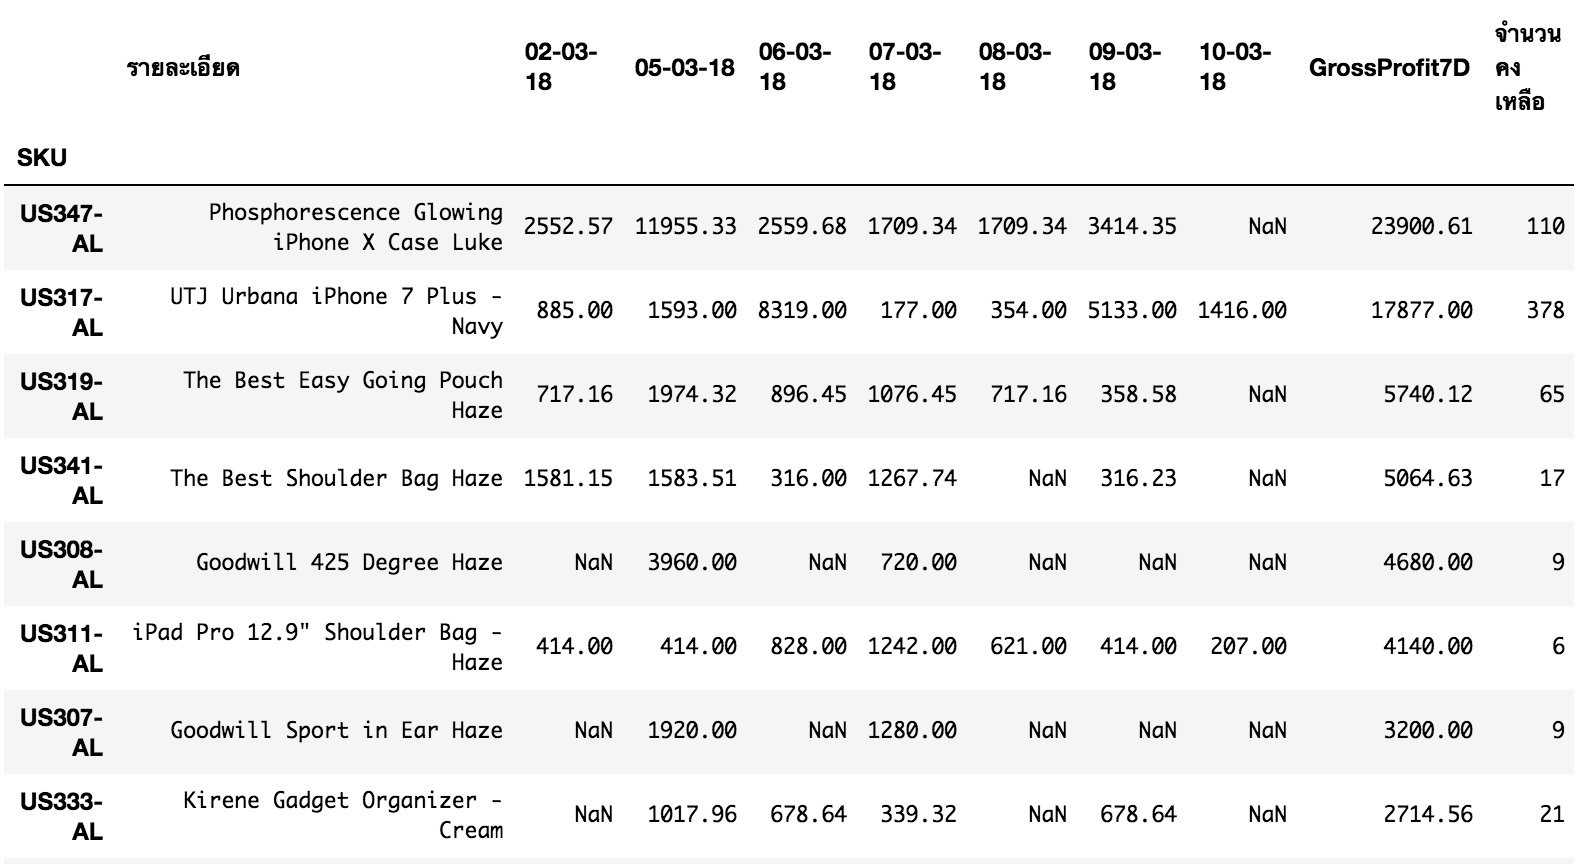 รายละเอียด 02-03-18 05-03-18 06-03-18 07-03-18 08-03-18 09-03-18 10-03-18 GrossProfit7D จำนวนคงเหลือ
SKU
US347-AL Phosphorescence Glowing iPhone X Case Luke 2552.57 11955.33 2559.68 1709.34 1709.34 3414.35 NaN 23900.61 110
US317-AL UTJ Urbana iPhone 7 Plus - Navy 885.00 1593.00 8319.00 177.00 354.00 5133.00 1416.00 17877.00 378
US319-AL The Best Easy Going Pouch Haze 717.16 1974.32 896.45 1076.45 717.16 358.58 NaN 5740.12 65
US341-AL The Best Shoulder Bag Haze 1581.15 1583.51 316.00 1267.74 NaN 316.23 NaN 5064.63 17
US308-AL Goodwill 425 Degree Haze NaN 3960.00 NaN 720.00 NaN NaN NaN 4680.00 9
US311-AL iPad Pro 12.9" Shoulder Bag - Haze 414.00 414.00 828.00 1242.00 621.00 414.00 207.00 4140.00 6
US307-AL Goodwill Sport in Ear Haze NaN 1920.00 NaN 1280.00 NaN NaN NaN 3200.00 9
US333-AL Kirene Gadget Organizer - Cream NaN 1017.96 678.64 339.32 NaN 678.64 NaN 2714.56 21